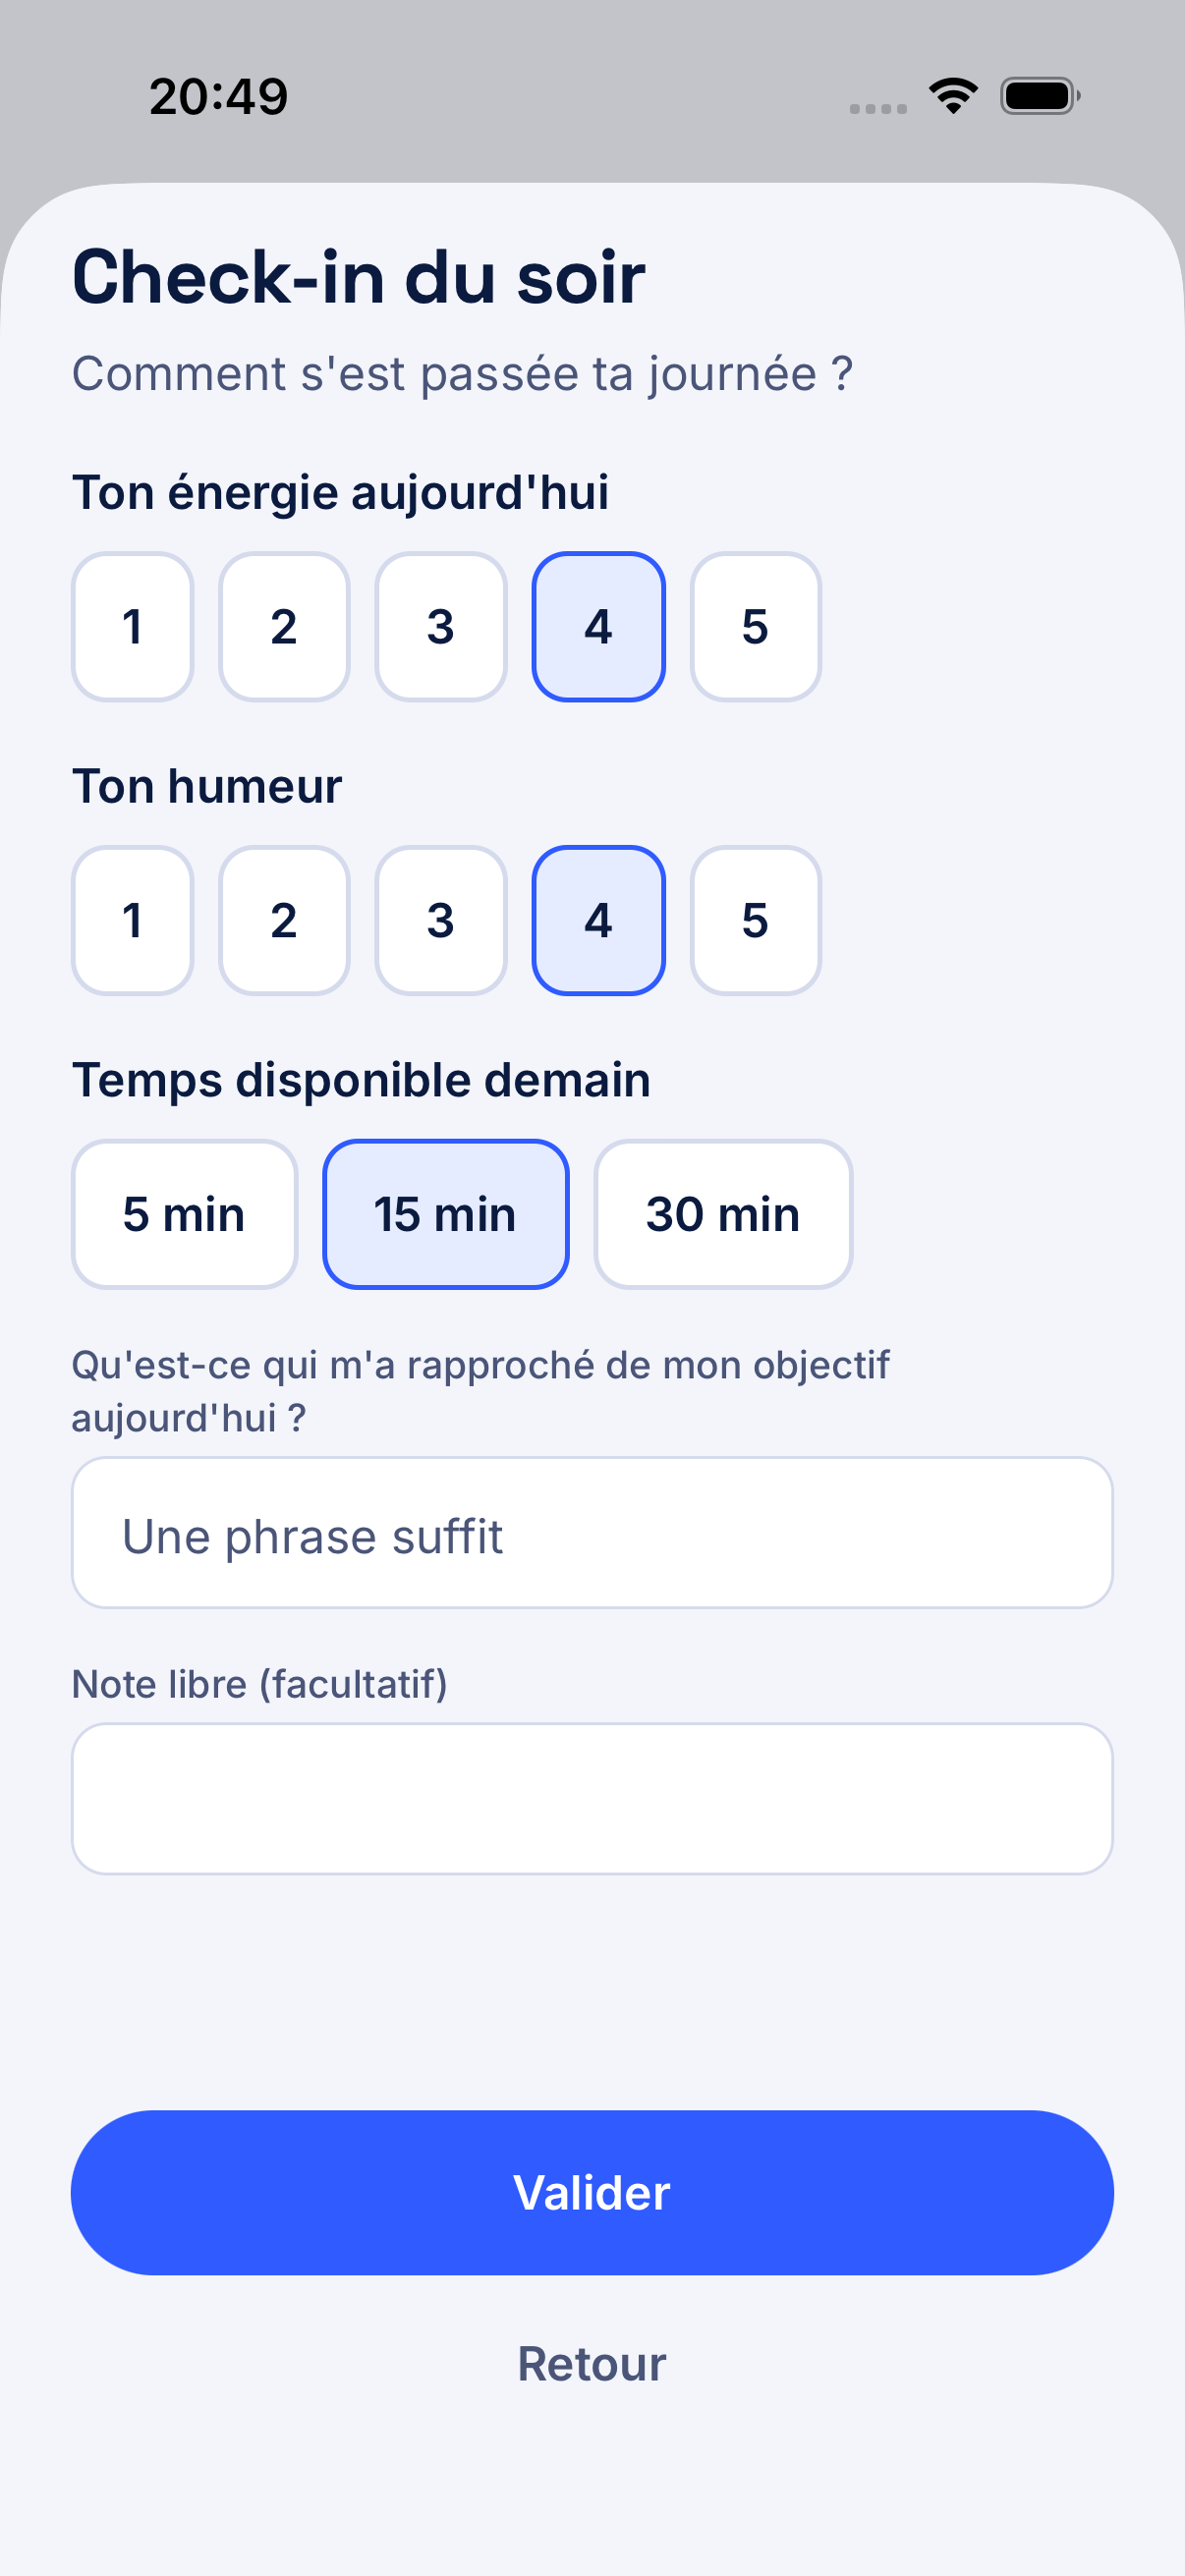 20:49
Check-in du soir
Comment s'est passée ta journée ?
Ton énergie aujourd'hui
1 2 3 4 5
Ton humeur
1 2 3 4 5
Temps disponible demain
5 min 15 min 30 min
Qu'est-ce qui m'a rapproché de mon objectif
aujourd'hui ?
Une phrase suffit
Note libre (facultatif)
Valider
Retour